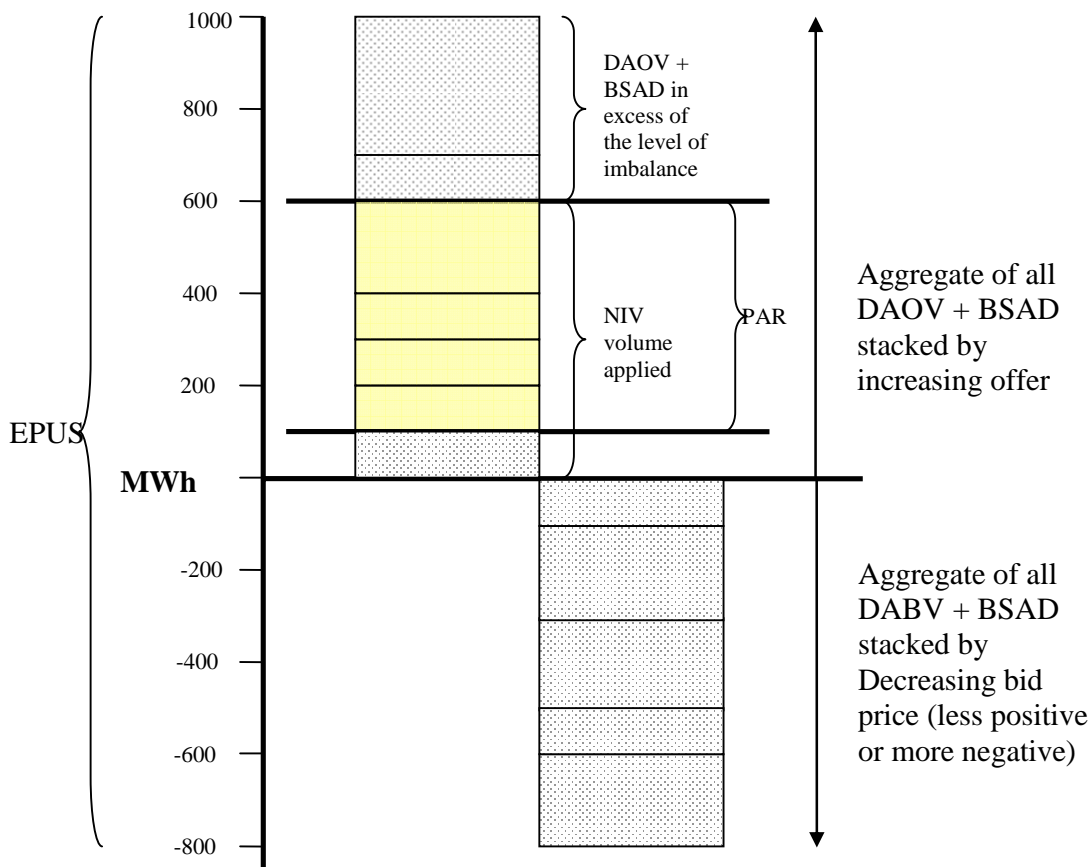 1000
800
600
400
200
MWh
-200
-400
-600
-800
EPUS
DAOV +
BSAD in
excess of
the level of
imbalance
NIV
volume
applied
PAR
Aggregate of all
DAOV + BSAD
stacked by
increasing offer
Aggregate of all
DABV + BSAD
stacked by
Decreasing bid
price (less positive
or more negative)